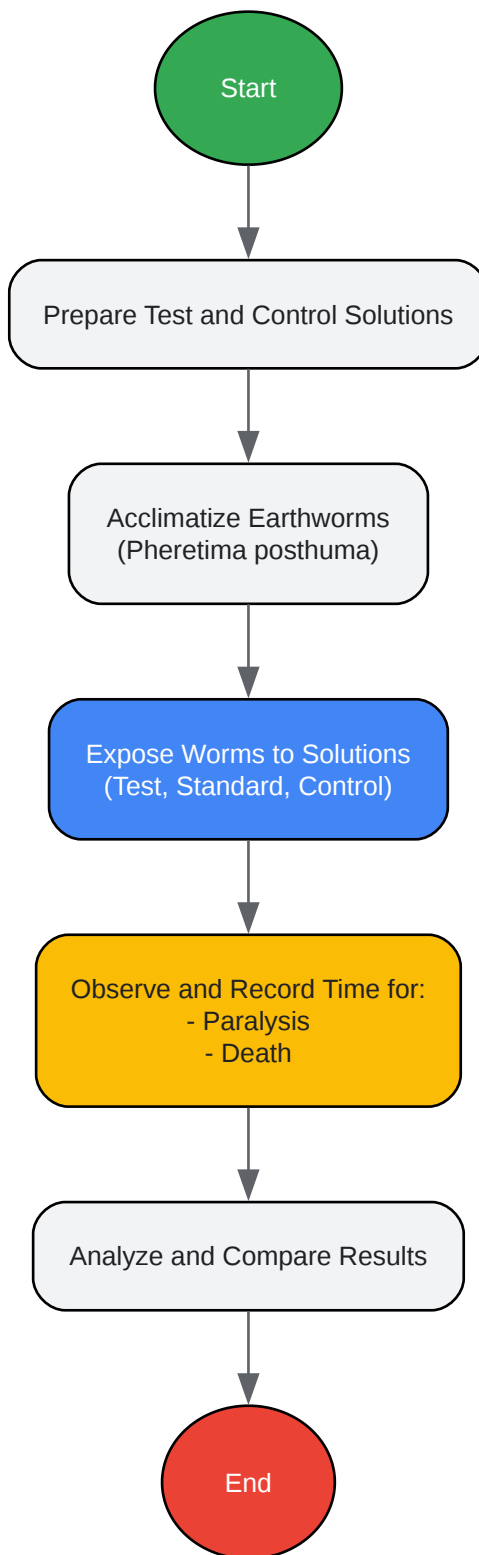 Start
Prepare Test and Control Solutions
Acclimatize Earthworms
(Pheretima posthuma)
Expose Worms to Solutions
(Test, Standard, Control)
Observe and Record Time for:
- Paralysis
- Death
Analyze and Compare Results
End